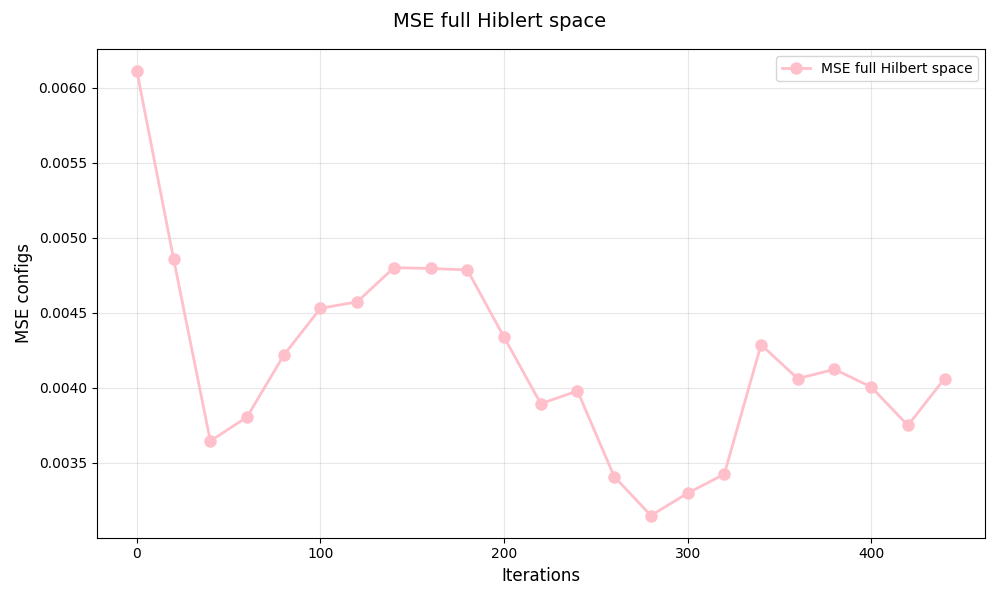 MSE full Hiblert space
MSE full Hilbert space
MSE configs
0.0060
0.0055
0.0050
0.0045
0.0040
0.0035
0 100 200 300 400
Iterations